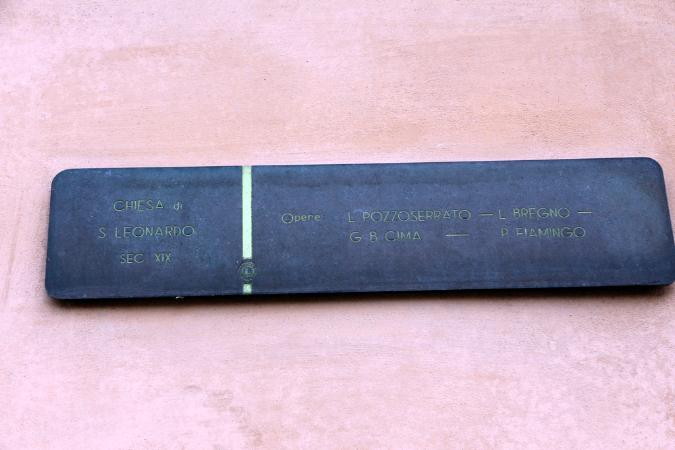 CHIESA di
S. LEONARDO
SEC XIX
Opere L. POZZOSERRATO — L. BREGNO —
G. B. CIMA — P. FIAMINGO